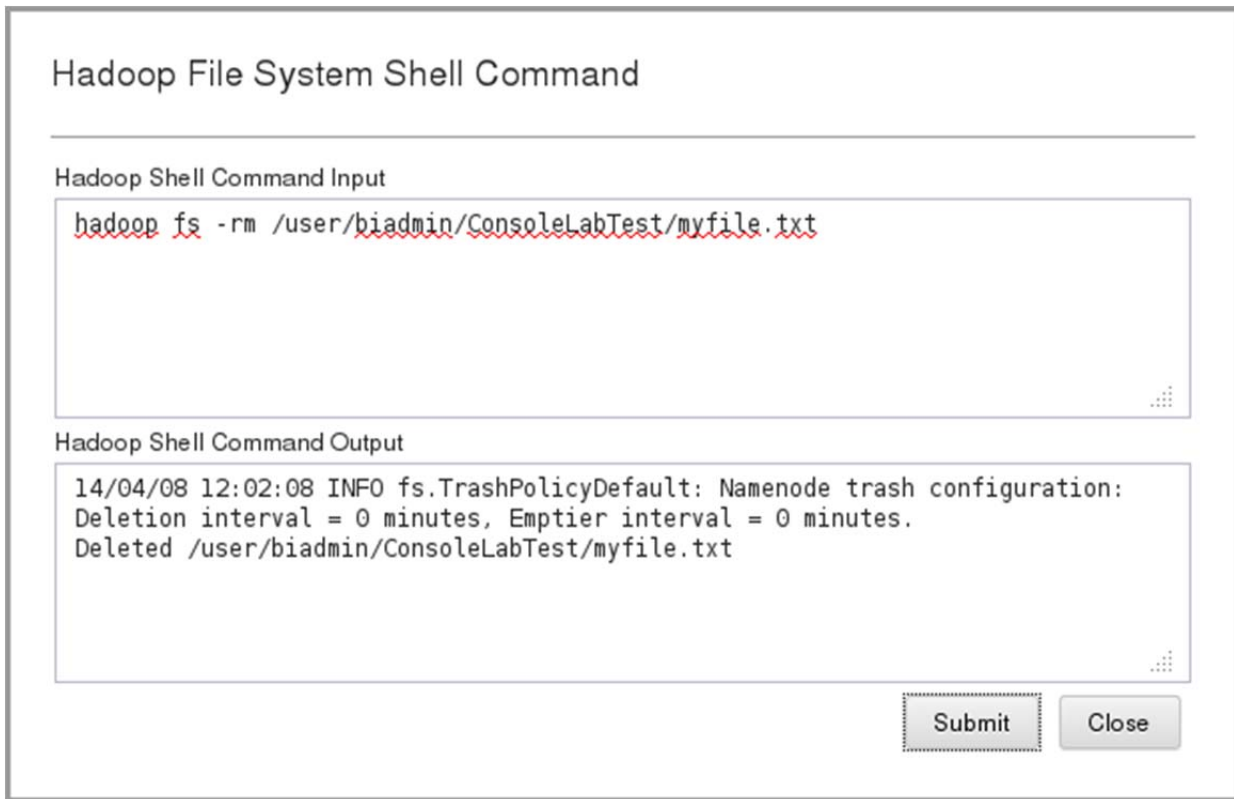 Hadoop File System Shell Command
Hadoop Shell Command Input
hadoop fs -rm /user/biadmin/ConsoleLabTest/myfile.txt
Hadoop Shell Command Output
14/04/08 12:02:08 INFO fs.TrashPolicyDefault: Namenode trash configuration:
Deletion interval = 0 minutes, Emptier interval = 0 minutes.
Deleted /user/biadmin/ConsoleLabTest/myfile.txt
Submit Close